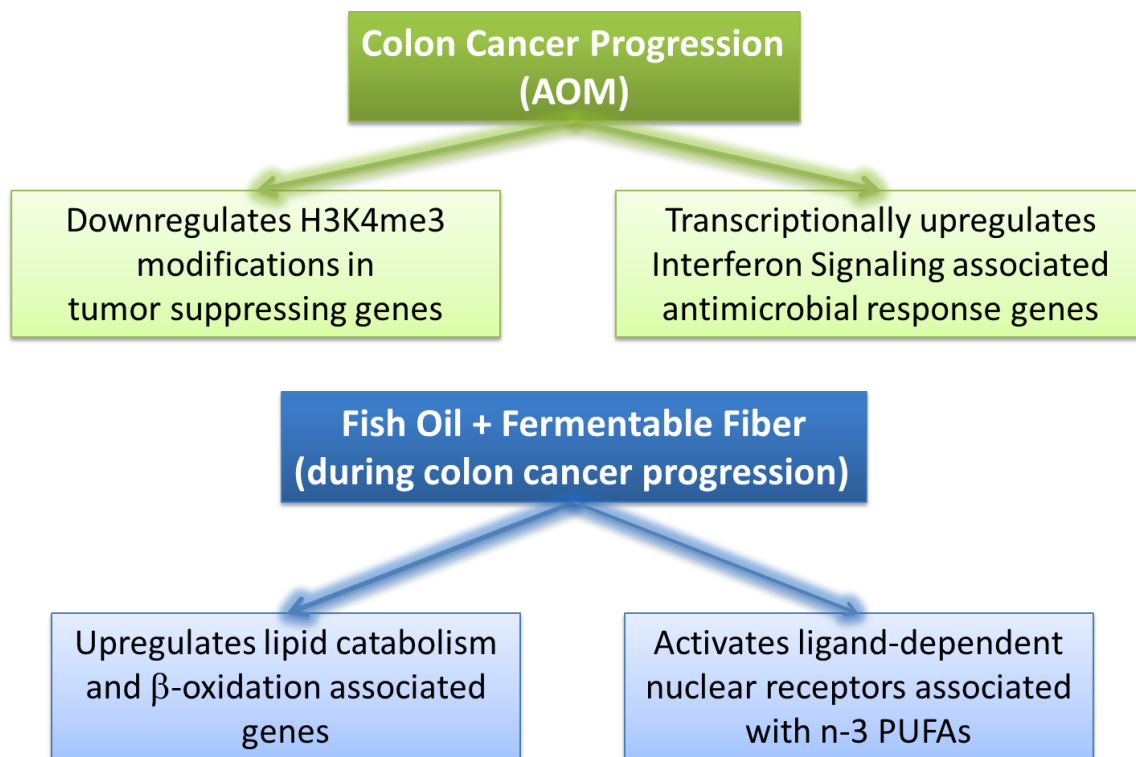 Colon Cancer Progression
(AOM)
Downregulates H3K4me3
modifications in
tumor suppressing genes
Transcriptionally upregulates
Interferon Signaling associated
antimicrobial response genes
Fish Oil + Fermentable Fiber
(during colon cancer progression)
Upregulates lipid catabolism
and β-oxidation associated
genes
Activates ligand-dependent
nuclear receptors associated
with n-3 PUFAs